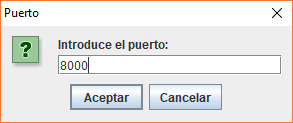 Puerto
Introduce el puerto:
8000
Aceptar Cancelar